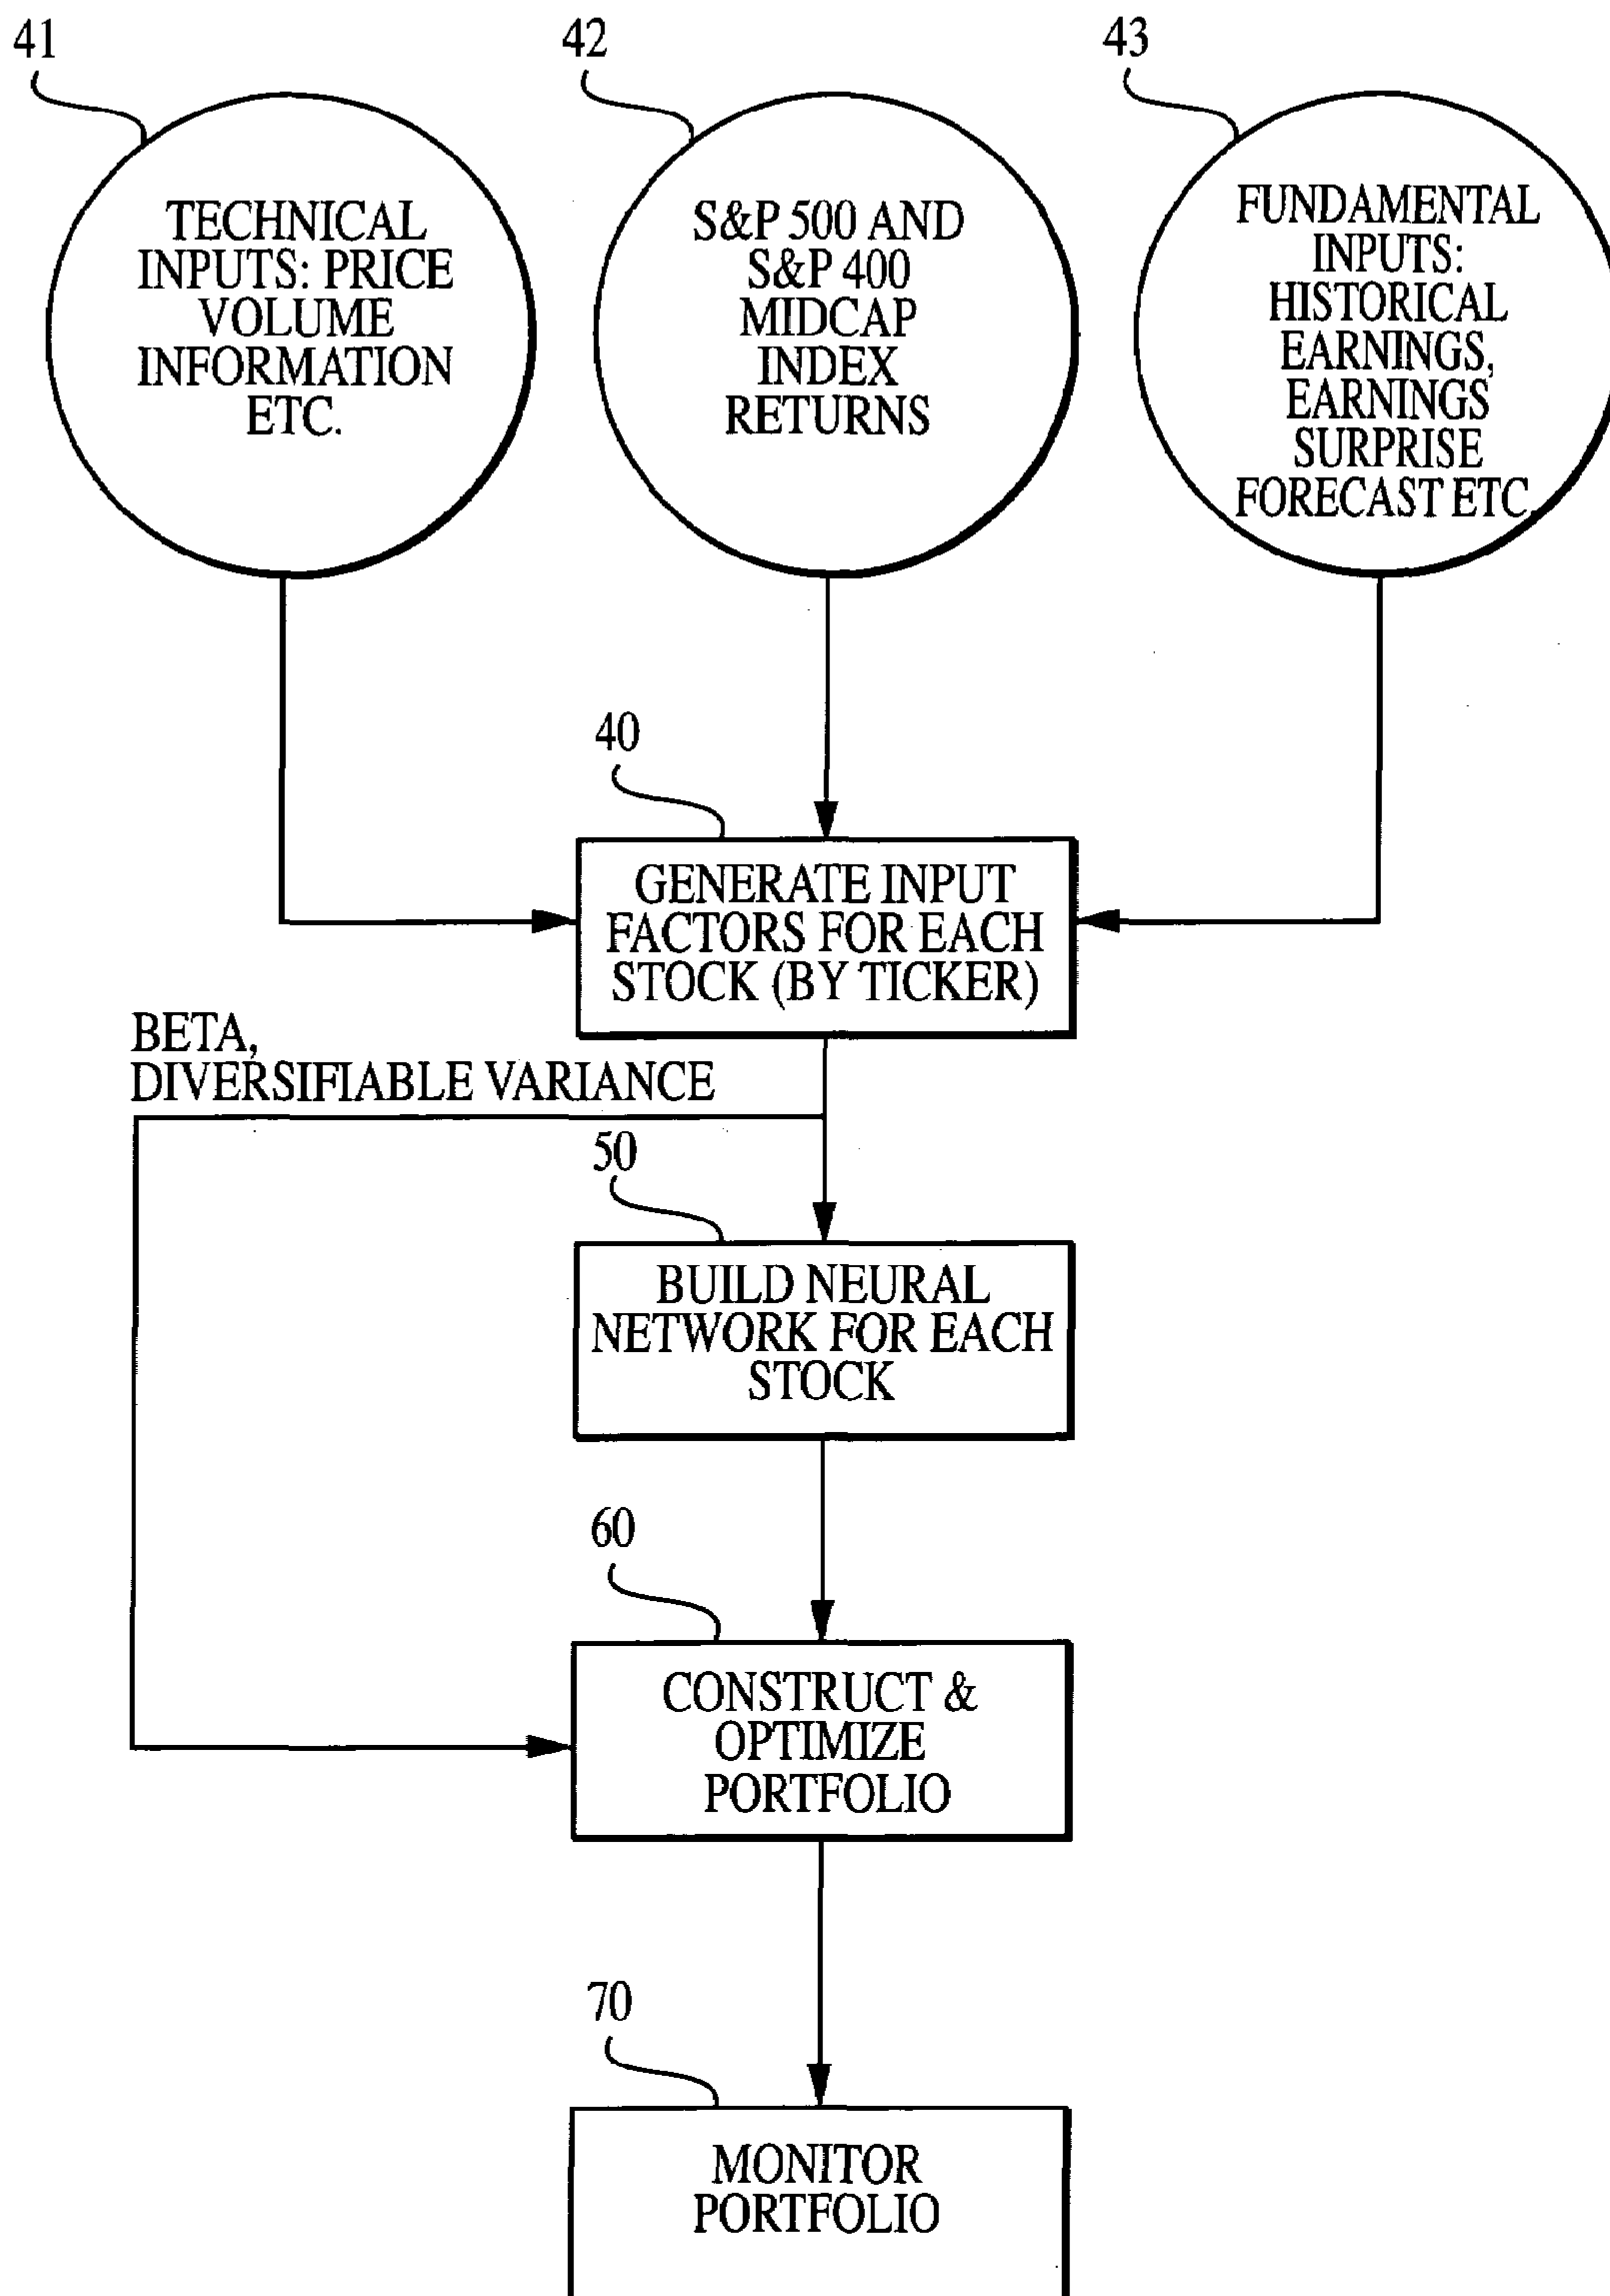 41
42
43
TECHNICAL
INPUTS: PRICE
VOLUME
INFORMATION
ETC.
S&P 500 AND
S&P 400
MIDCAP
INDEX
RETURNS
FUNDAMENTAL
INPUTS:
HISTORICAL
EARNINGS,
EARNINGS
SURPRISE
FORECAST ETC.
40
GENERATE INPUT
FACTORS FOR EACH
STOCK (BY TICKER)
BETA,
DIVERSIFIABLE VARIANCE
50
BUILD NEURAL
NETWORK FOR EACH
STOCK
60
CONSTRUCT &
OPTIMIZE
PORTFOLIO
70
MONITOR
PORTFOLIO